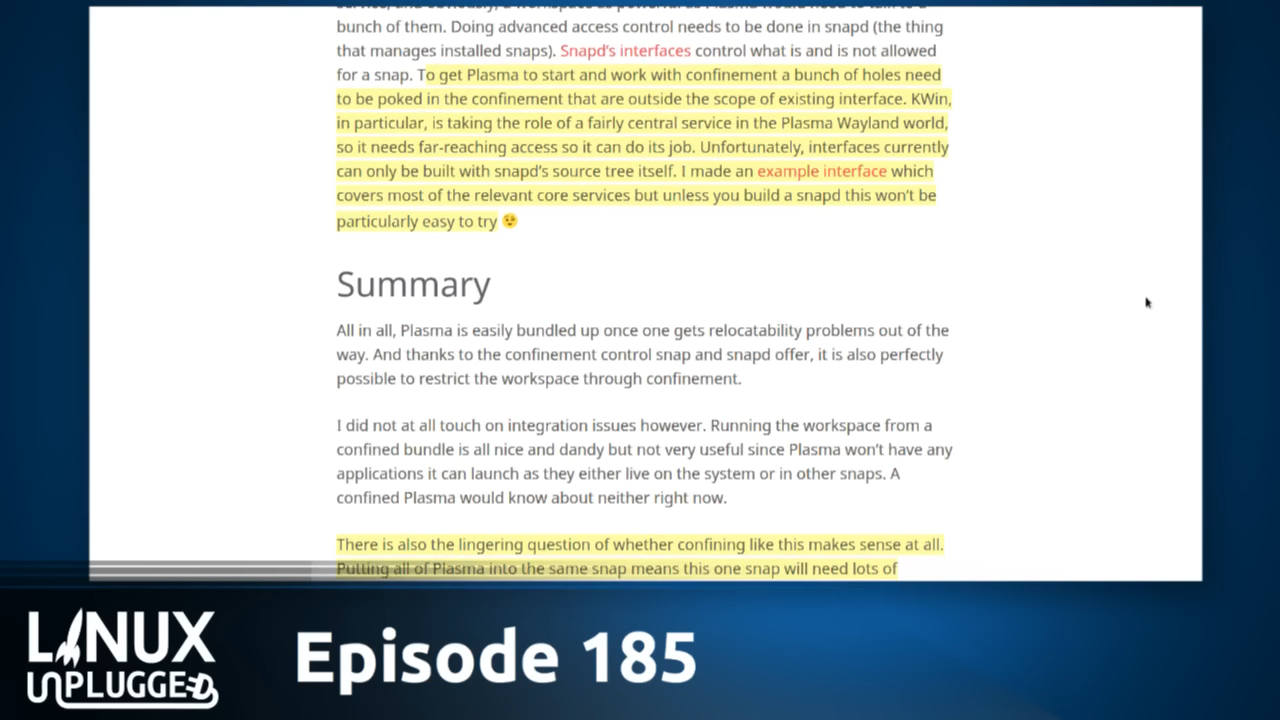 bunch of them. Doing advanced access control needs to be done in snapd (the thing
that manages installed snaps). Snapd's interfaces control what is and is not allowed
for a snap. To get Plasma to start and work with confinement a bunch of holes need
to be poked in the confinement that are outside the scope of existing interface. KWin,
in particular, is taking the role of a fairly central service in the Plasma Wayland world,
so it needs far-reaching access so it can do its job. Unfortunately, interfaces currently
can only be built with snapd's source tree itself. I made an example interface which
covers most of the relevant core services but unless you build a snapd this won't be
particularly easy to try 😯
Summary
All in all, Plasma is easily bundled up once one gets relocatability problems out of the
way. And thanks to the confinement control snap and snapd offer, it is also perfectly
possible to restrict the workspace through confinement.
I did not at all touch on integration issues however. Running the workspace from a
confined bundle is all nice and dandy but not very useful since Plasma won't have any
applications it can launch as they either live on the system or in other snaps. A
confined Plasma would know about neither right now.
There is also the lingering question of whether confining like this makes sense at all.
Putting all of Plasma into the same snap means this one snap will need lots of
LINUX
UNPLUGGED
Episode 185